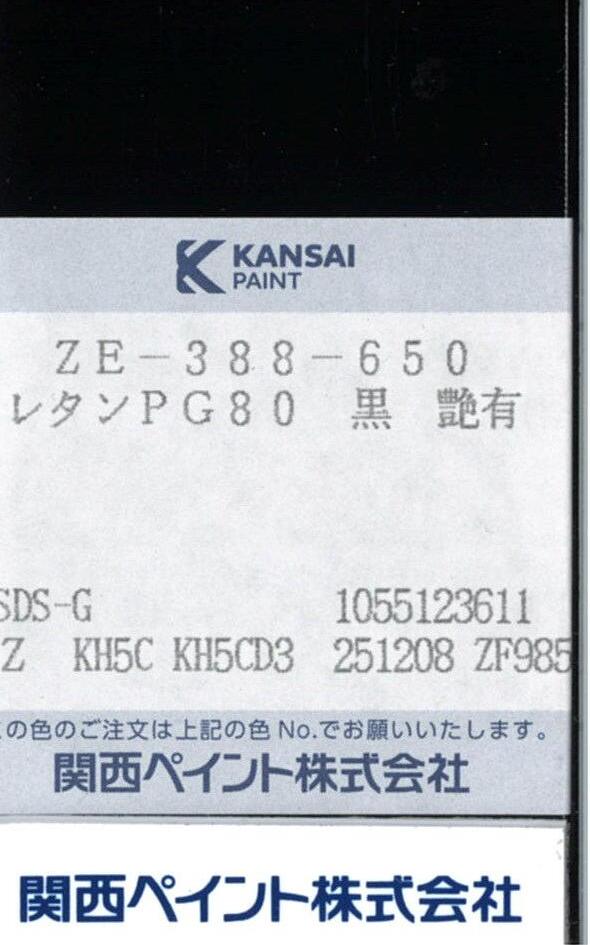 KANSAI
PAINT
ZE-388-650
レタンPG80 黒 艶有
SDS-G 1055123611
Z KH5C KH5CD3 251208 ZF985
の色のご注文は上記の色 No.でお願いいたします。
関西ペイント株式会社
関西ペイント株式会社